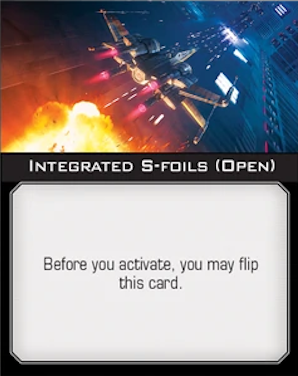 INTEGRATED S-FOILS (OPEN)
Before you activate, you may flip
this card.